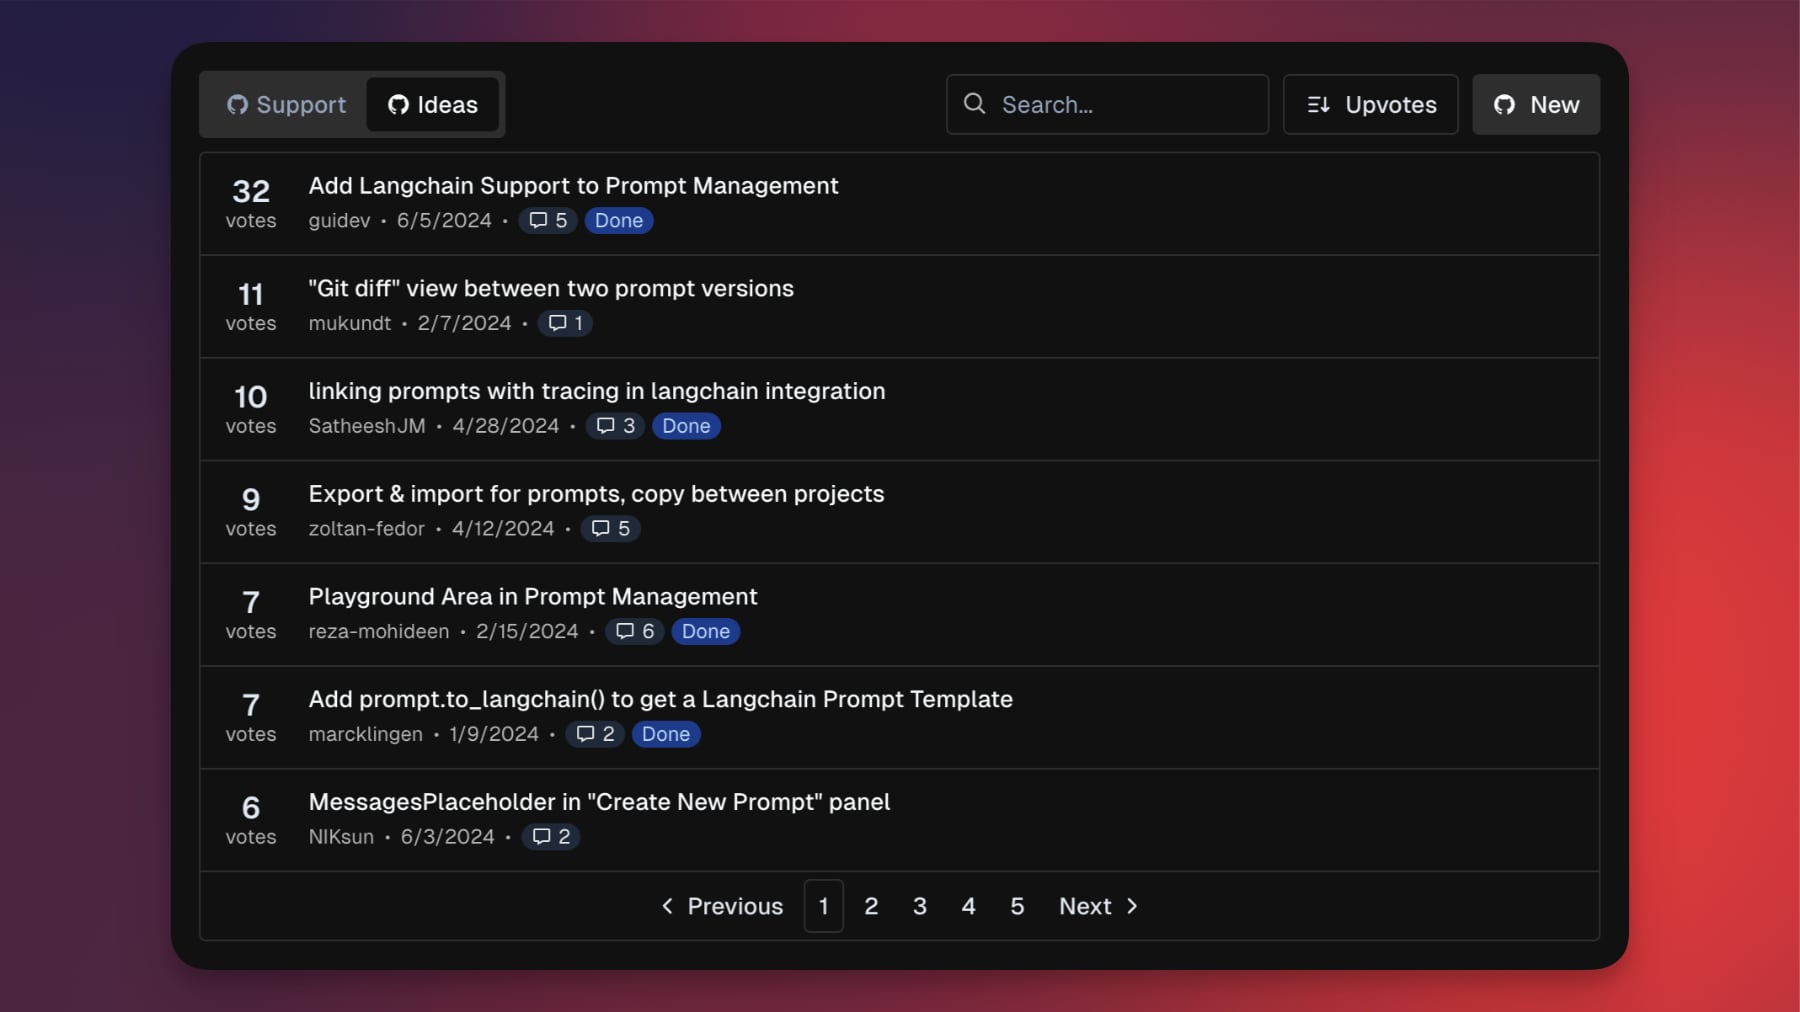 Support Ideas Search... Upvotes New
32 votes
Add Langchain Support to Prompt Management
guidev • 6/5/2024 • 5 Done
11 votes
"Git diff" view between two prompt versions
mukundt • 2/7/2024 • 1
10 votes
linking prompts with tracing in langchain integration
SatheeshJM • 4/28/2024 • 3 Done
9 votes
Export & import for prompts, copy between projects
zoltan-fedor • 4/12/2024 • 5
7 votes
Playground Area in Prompt Management
reza-mohideen • 2/15/2024 • 6 Done
7 votes
Add prompt.to_langchain() to get a Langchain Prompt Template
marcklingen • 1/9/2024 • 2 Done
6 votes
MessagesPlaceholder in "Create New Prompt" panel
NIKsun • 6/3/2024 • 2
Previous 1 2 3 4 5 Next